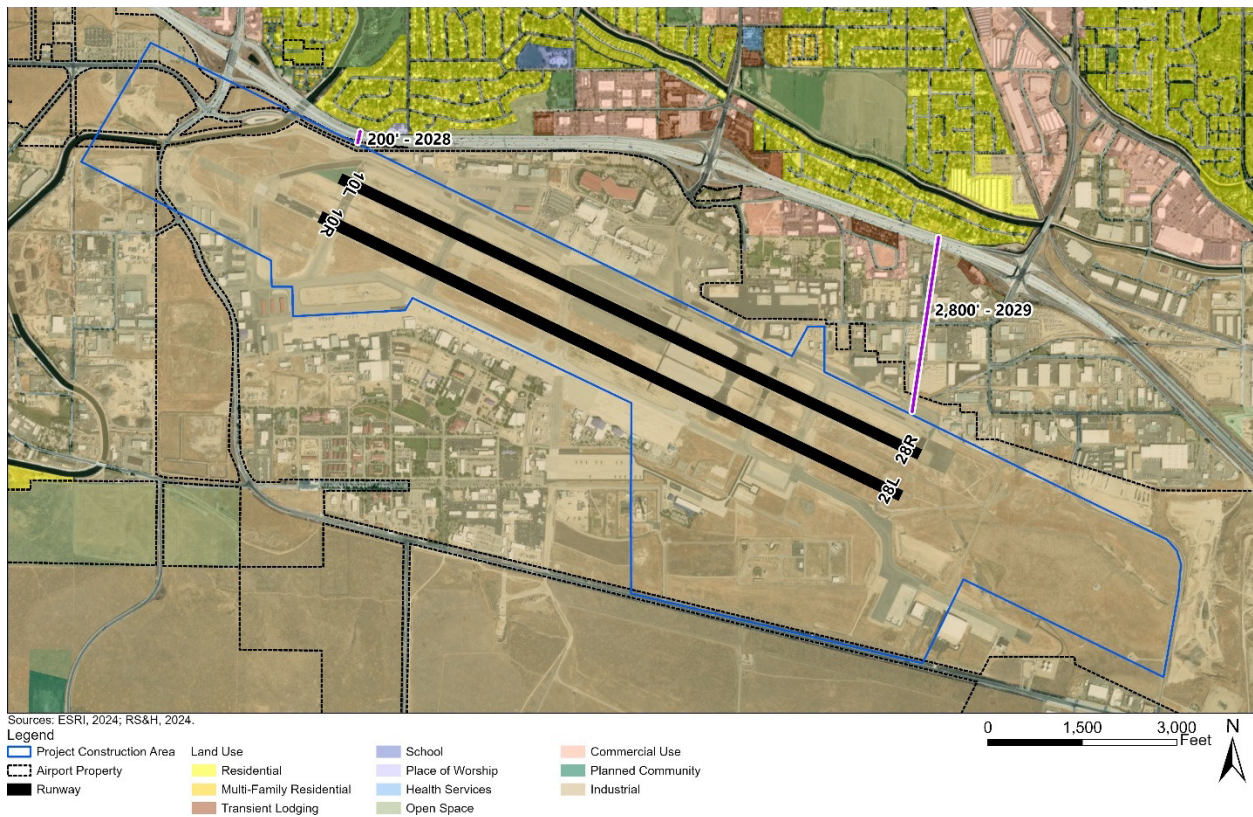 200' - 2028
10L
10R
2,800' - 2029
28R
28L
Sources: ESRI, 2024; RS&H, 2024.
Legend
Project Construction Area
Airport Property
Runway
Land Use
Residential
Multi-Family Residential
Transient Lodging
School
Place of Worship
Health Services
Open Space
Commercial Use
Planned Community
Industrial
0 1,500 3,000
Feet
N